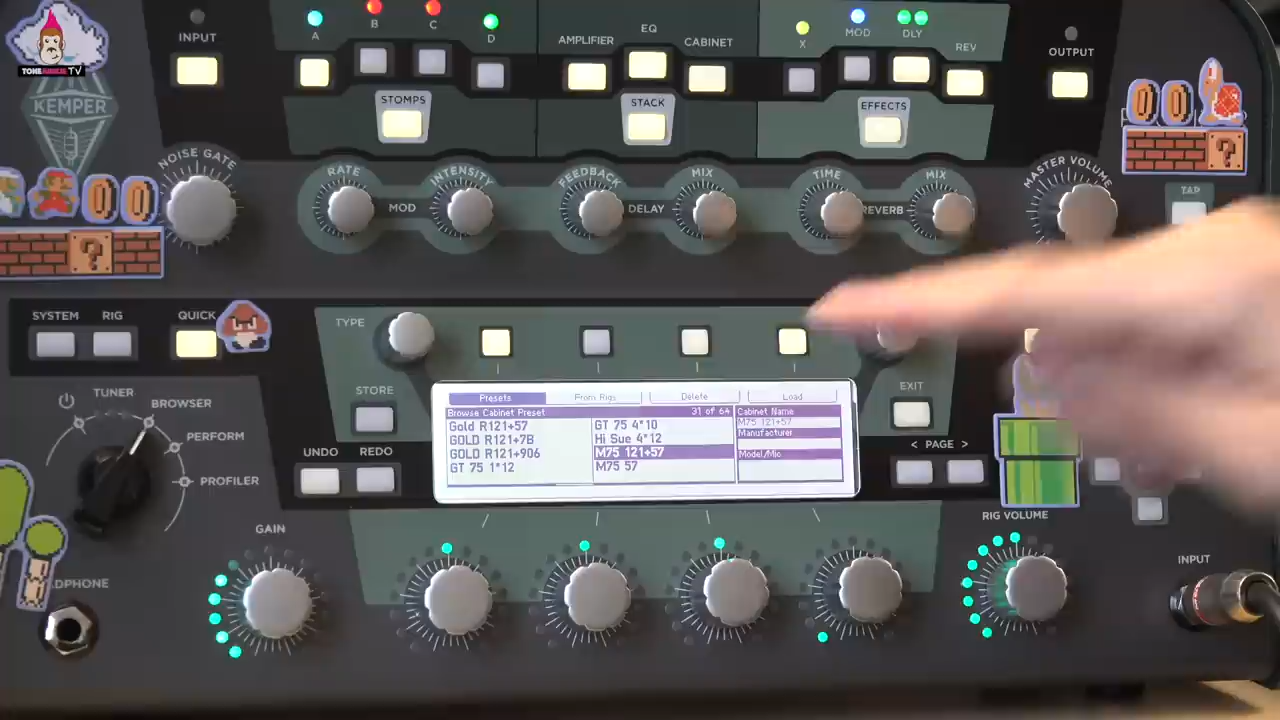 INPUT
A
B
C
D
AMPLIFIER
EQ
CABINET
X
MOD
DLY
REV
OUTPUT
TONEJUNKIE TV
KEMPER
STOMPS
STACK
EFFECTS
NOISE GATE
RATE
MOD
INTENSITY
FEEDBACK
DELAY
MIX
TIME
REVERB
MIX
MASTER VOLUME
TAP
?
?
SYSTEM
RIG
QUICK
TYPE
TUNER
BROWSER
PERFORM
PROFILER
STORE
EXIT
< PAGE >
UNDO
REDO
Presets
From Rigs
Delete
Load
Browse Cabinet Preset
31 of 64
Cabinet Name
Gold R121+57
GT 75 4*10
M75 121+57
GOLD R121+7B
Hi Sue 4*12
Manufacturer
GOLD R121+906
M75 121+57
Model/Mic
GT 75 1*12
M75 57
GAIN
RIG VOLUME
INPUT
DPHONE